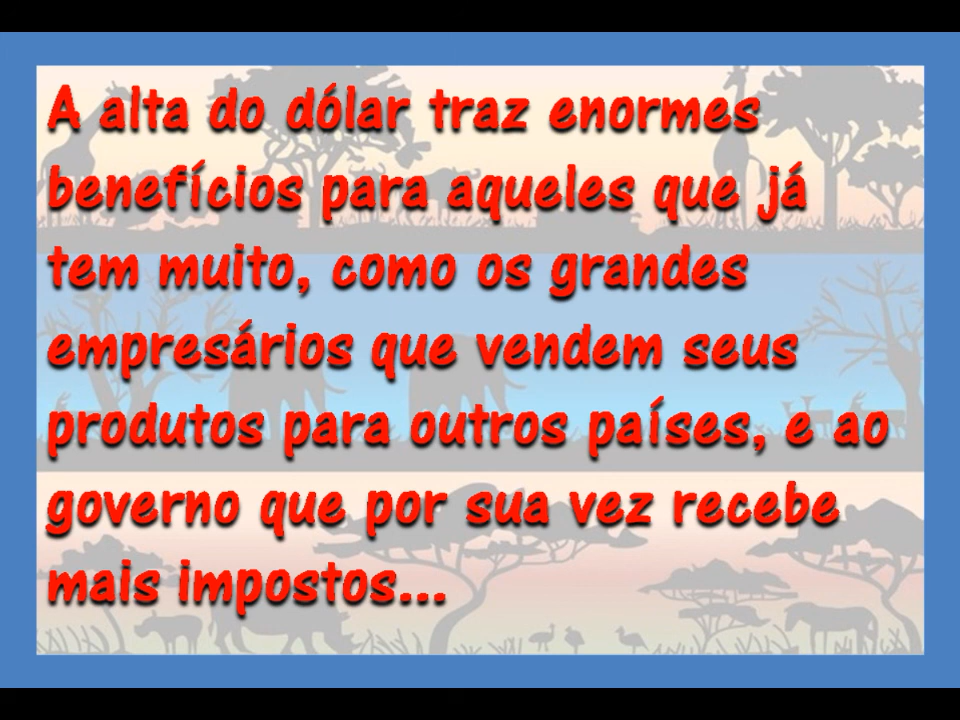 A alta do dólar traz enormes
benefícios para aqueles que já
tem muito, como os grandes
empresários que vendem seus
produtos para outros países, e ao
governo que por sua vez recebe
mais impostos...